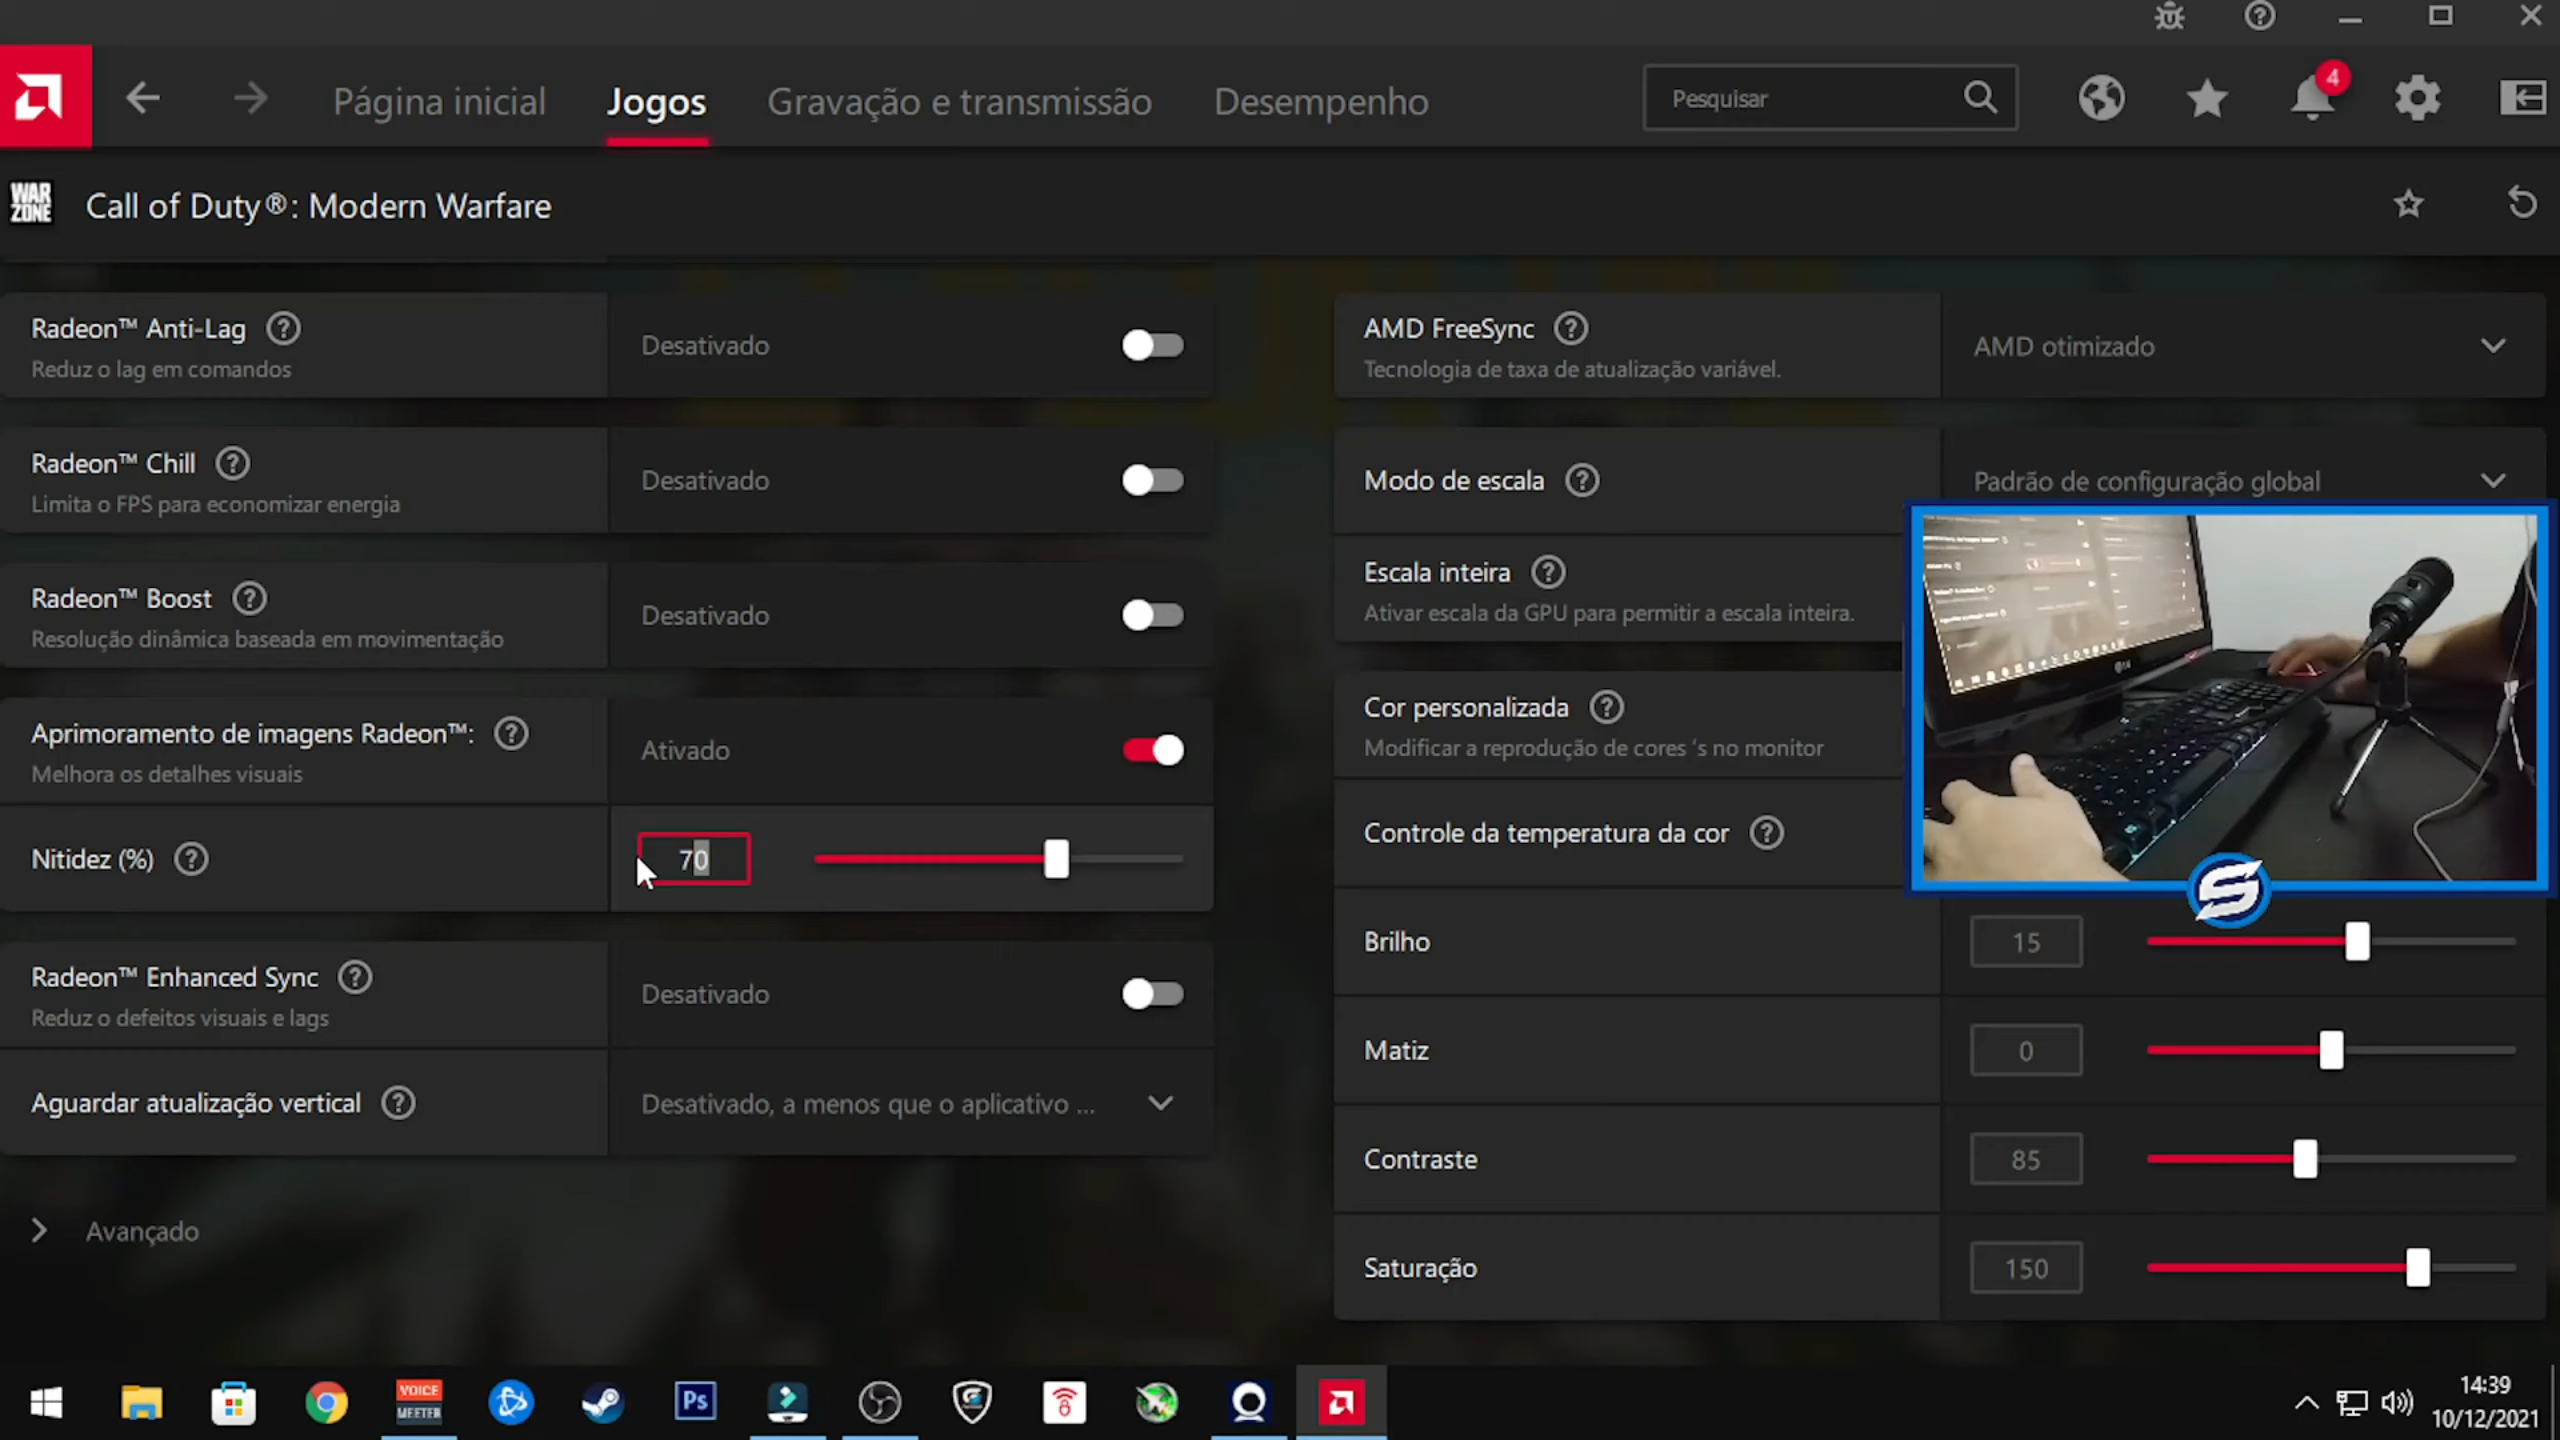 4
Página inicial
Jogos
Gravação e transmissão
Desempenho
Pesquisar
WAR
ZONE
Call of Duty®: Modern Warfare
Radeon™ Anti-Lag
Reduz o lag em comandos
Desativado
Radeon™ Chill
Limita o FPS para economizar energia
Desativado
Radeon™ Boost
Resolução dinâmica baseada em movimentação
Desativado
Aprimoramento de imagens Radeon™:
Melhora os detalhes visuais
Ativado
Nitidez (%)
70
Radeon™ Enhanced Sync
Reduz o defeitos visuais e lags
Desativado
Aguardar atualização vertical
Desativado, a menos que o aplicativo ...
Avançado
AMD FreeSync
Tecnologia de taxa de atualização variável.
AMD otimizado
Modo de escala
Padrão de configuração global
Escala inteira
Ativar escala da GPU para permitir a escala inteira.
Cor personalizada
Modificar a reprodução de cores ‘s no monitor
Controle da temperatura da cor
Brilho
15
Matiz
0
Contraste
85
Saturação
150
S
VOICE
MEETER
Ps
14:39
10/12/2021